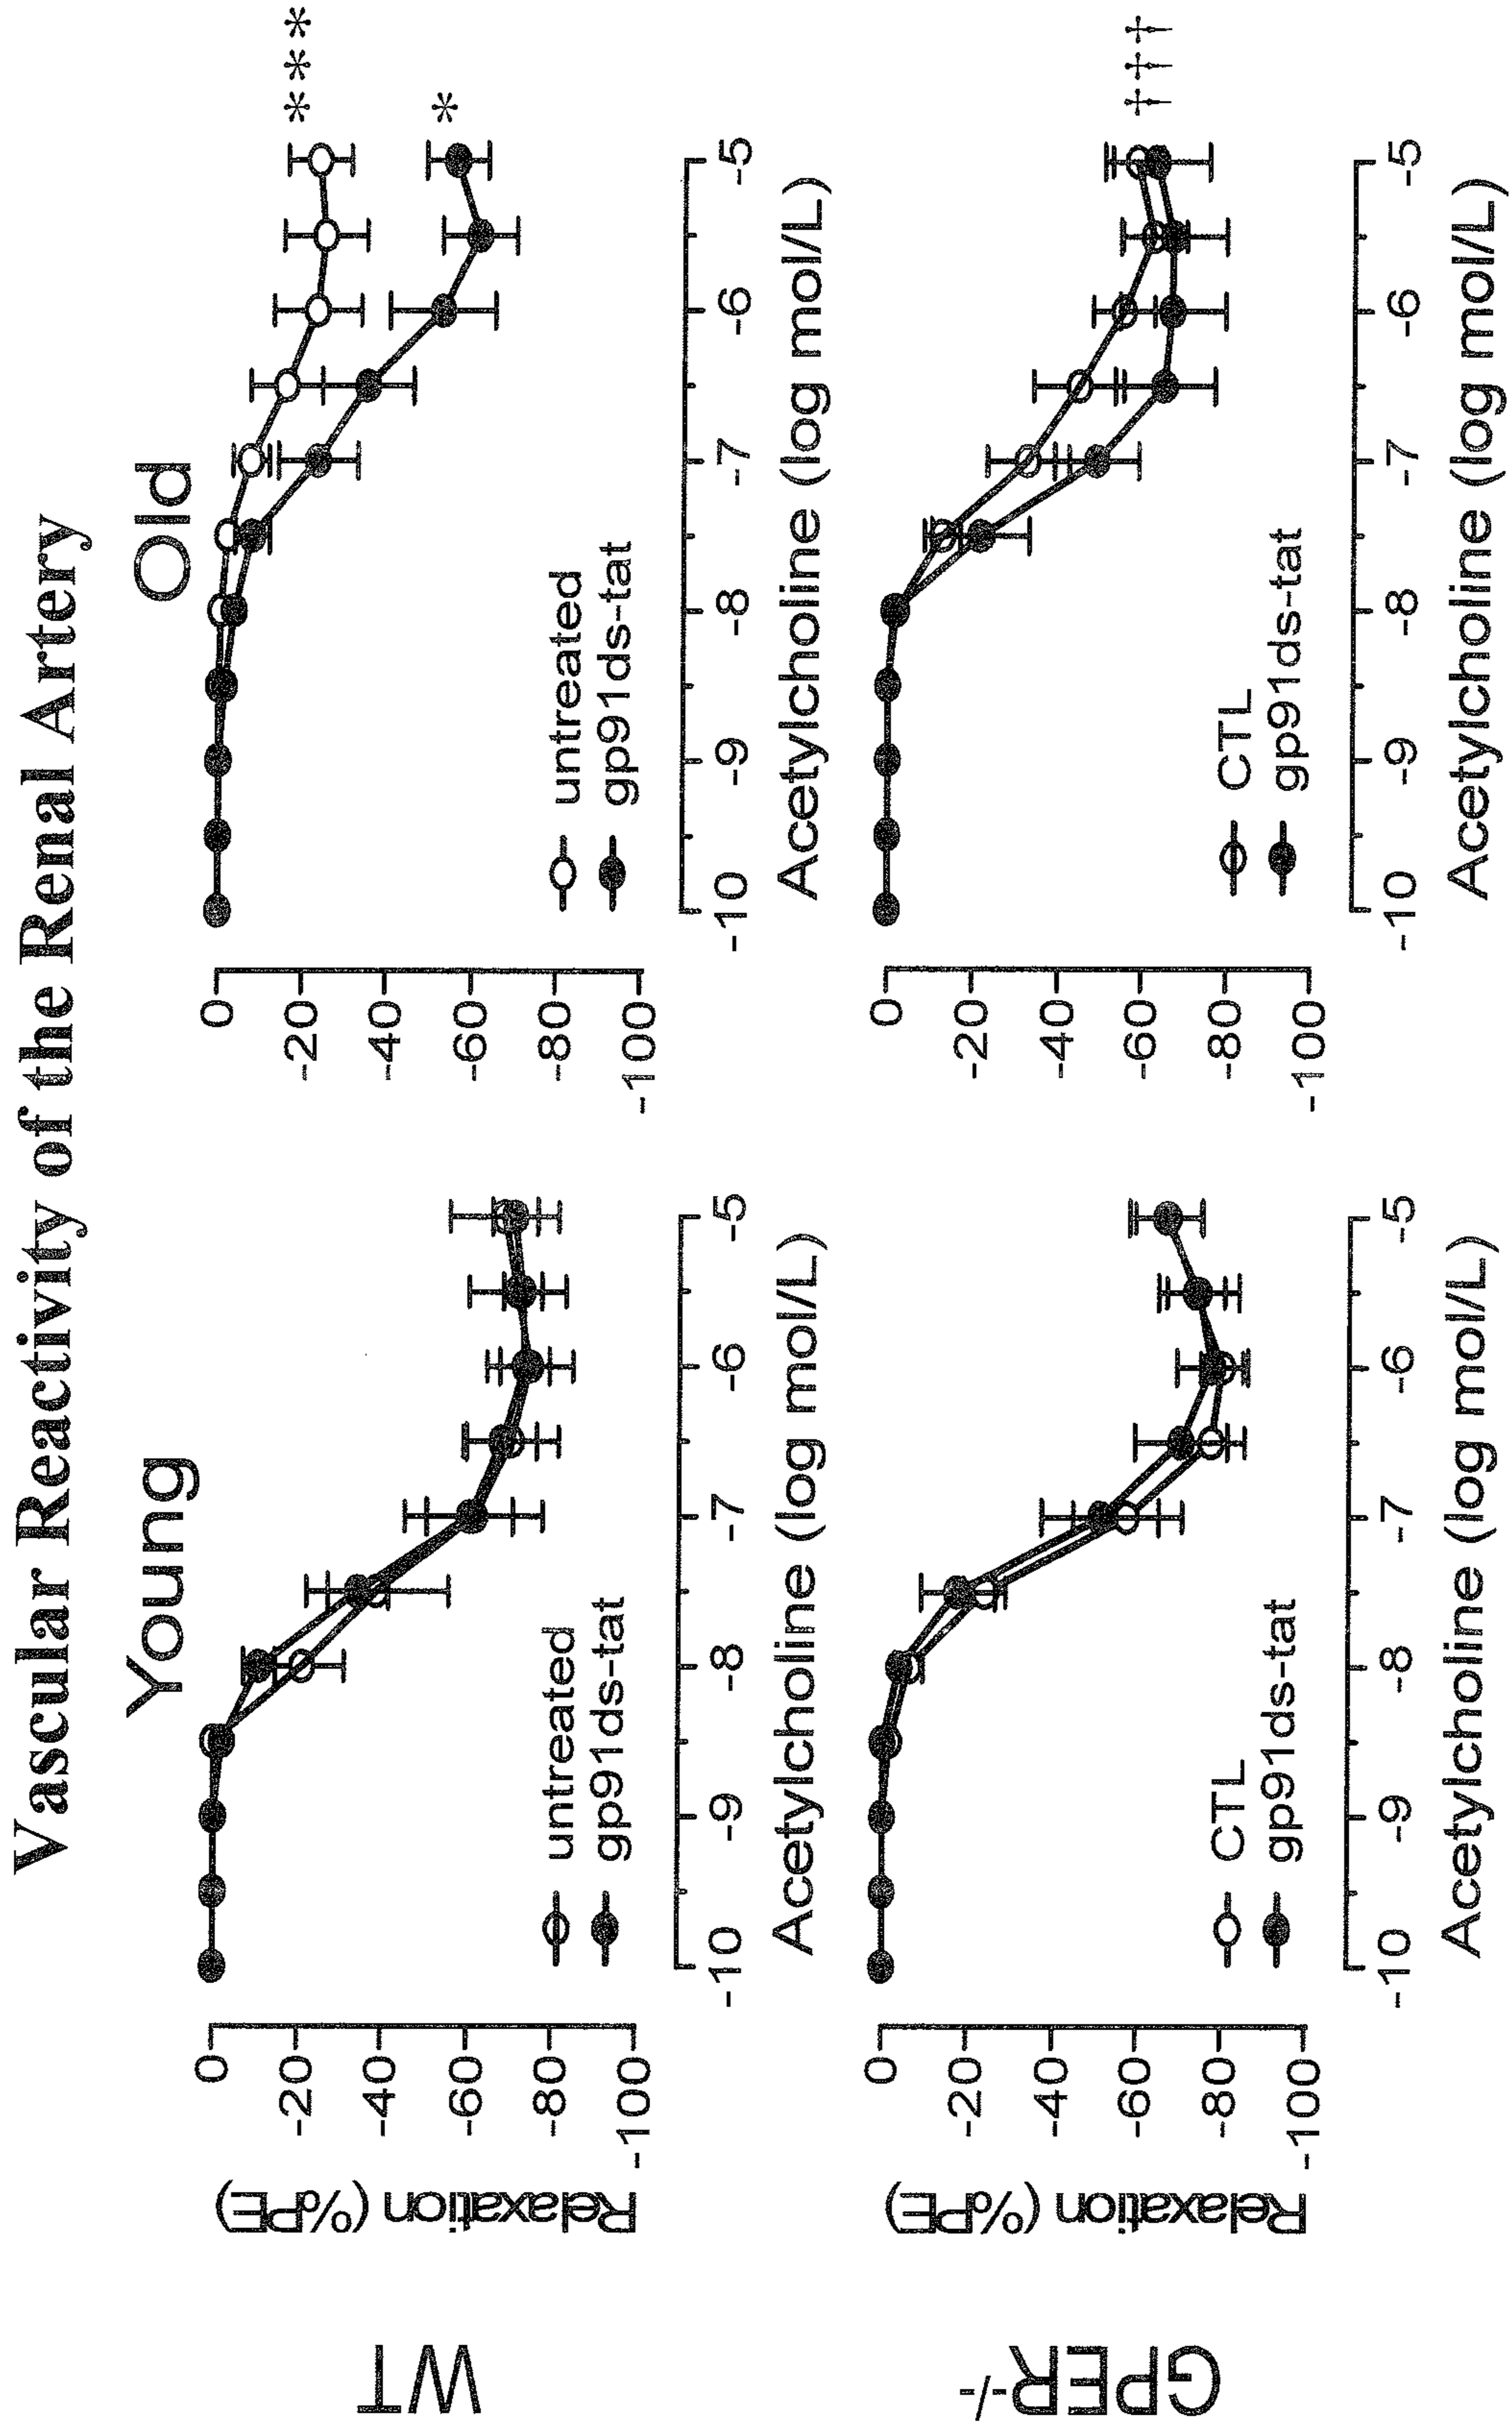 Vascular Reactivity of the Renal Artery
Young
Old
WT
Relaxation (%PE)
0
-20
-40
-60
-80
-100
untreated
gp91ds-tat
-10 -9 -8 -7 -6 -5
Acetylcholine (log mol/L)
0
-20
-40
-60
-80
-100
***
*
untreated
gp91ds-tat
-10 -9 -8 -7 -6 -5
Acetylcholine (log mol/L)
GPER-/-
Relaxation (%PE)
0
-20
-40
-60
-80
-100
CTL
gp91ds-tat
-10 -9 -8 -7 -6 -5
Acetylcholine (log mol/L)
0
-20
-40
-60
-80
-100
†††
CTL
gp91ds-tat
-10 -9 -8 -7 -6 -5
Acetylcholine (log mol/L)